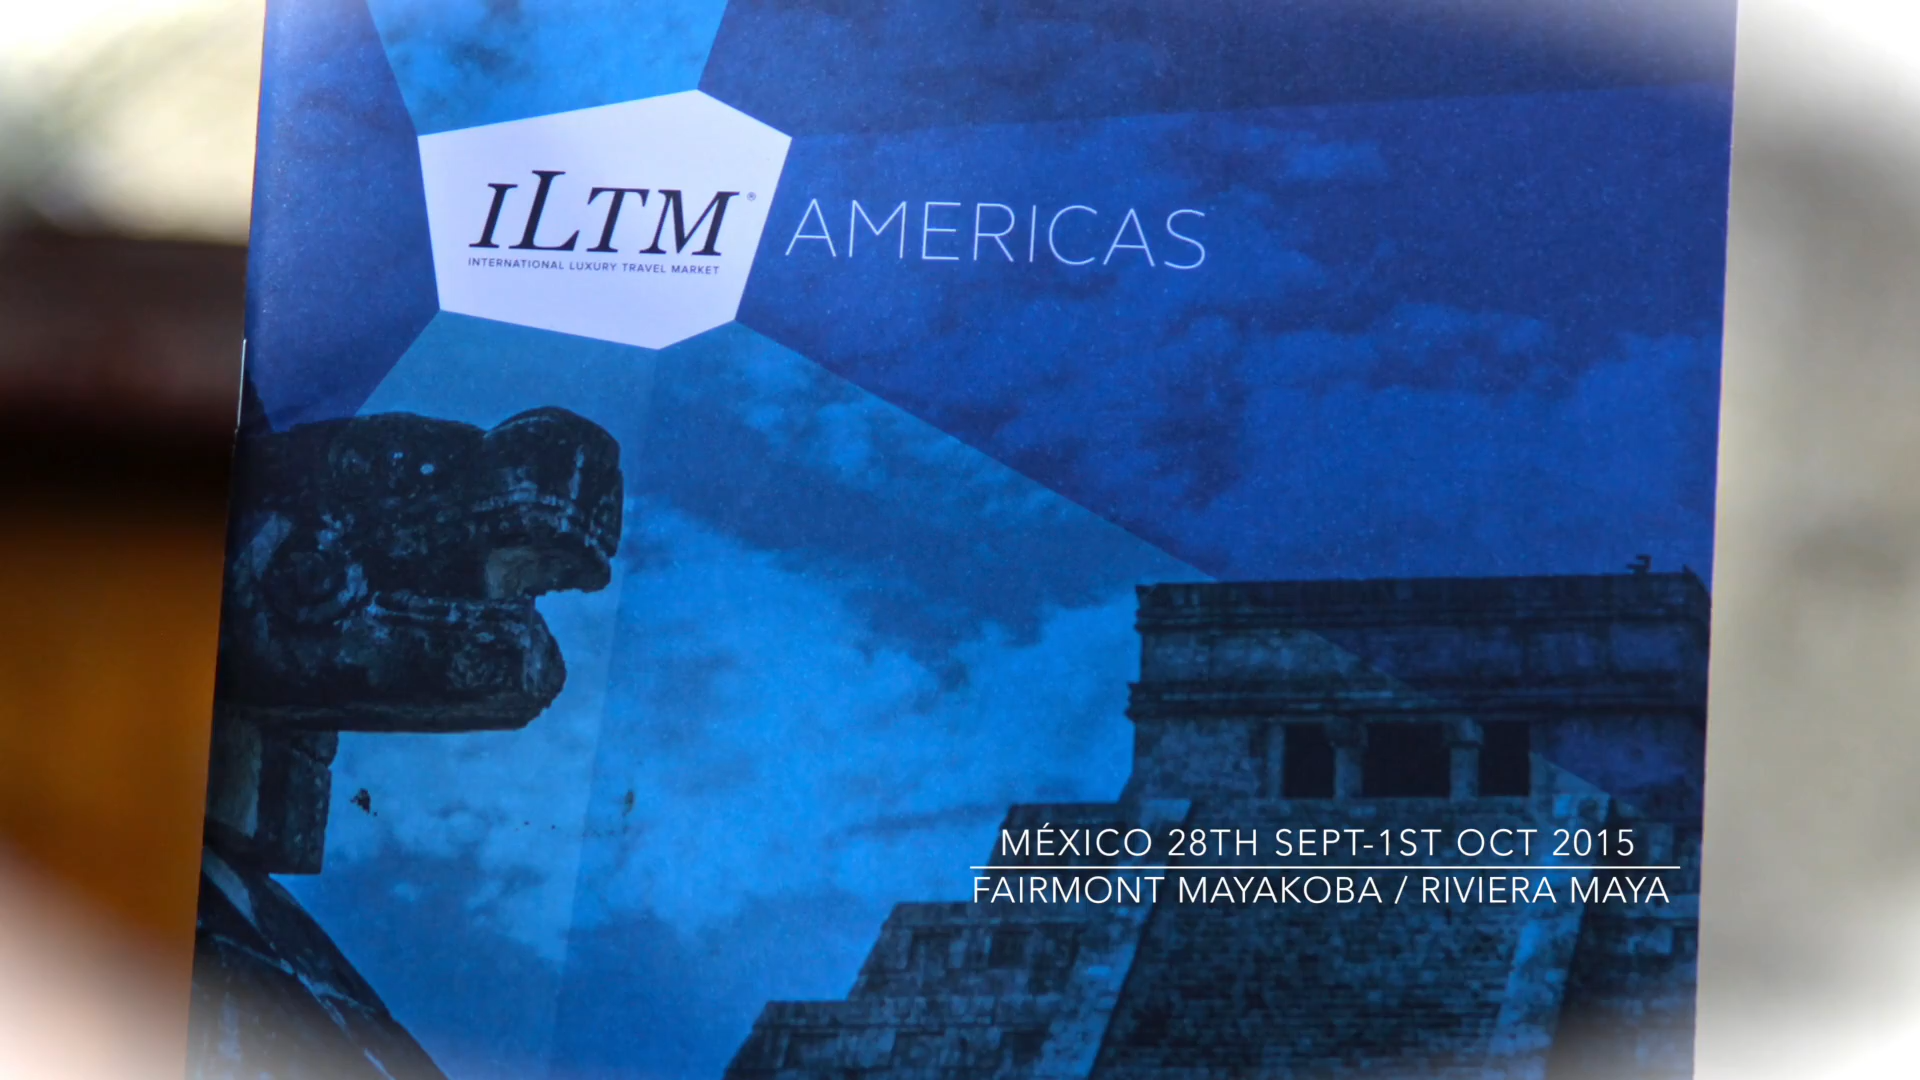 ILTM®
INTERNATIONAL LUXURY TRAVEL MARKET
AMERICAS
MÉXICO 28TH SEPT-1ST OCT 2015
FAIRMONT MAYAKOBA / RIVIERA MAYA